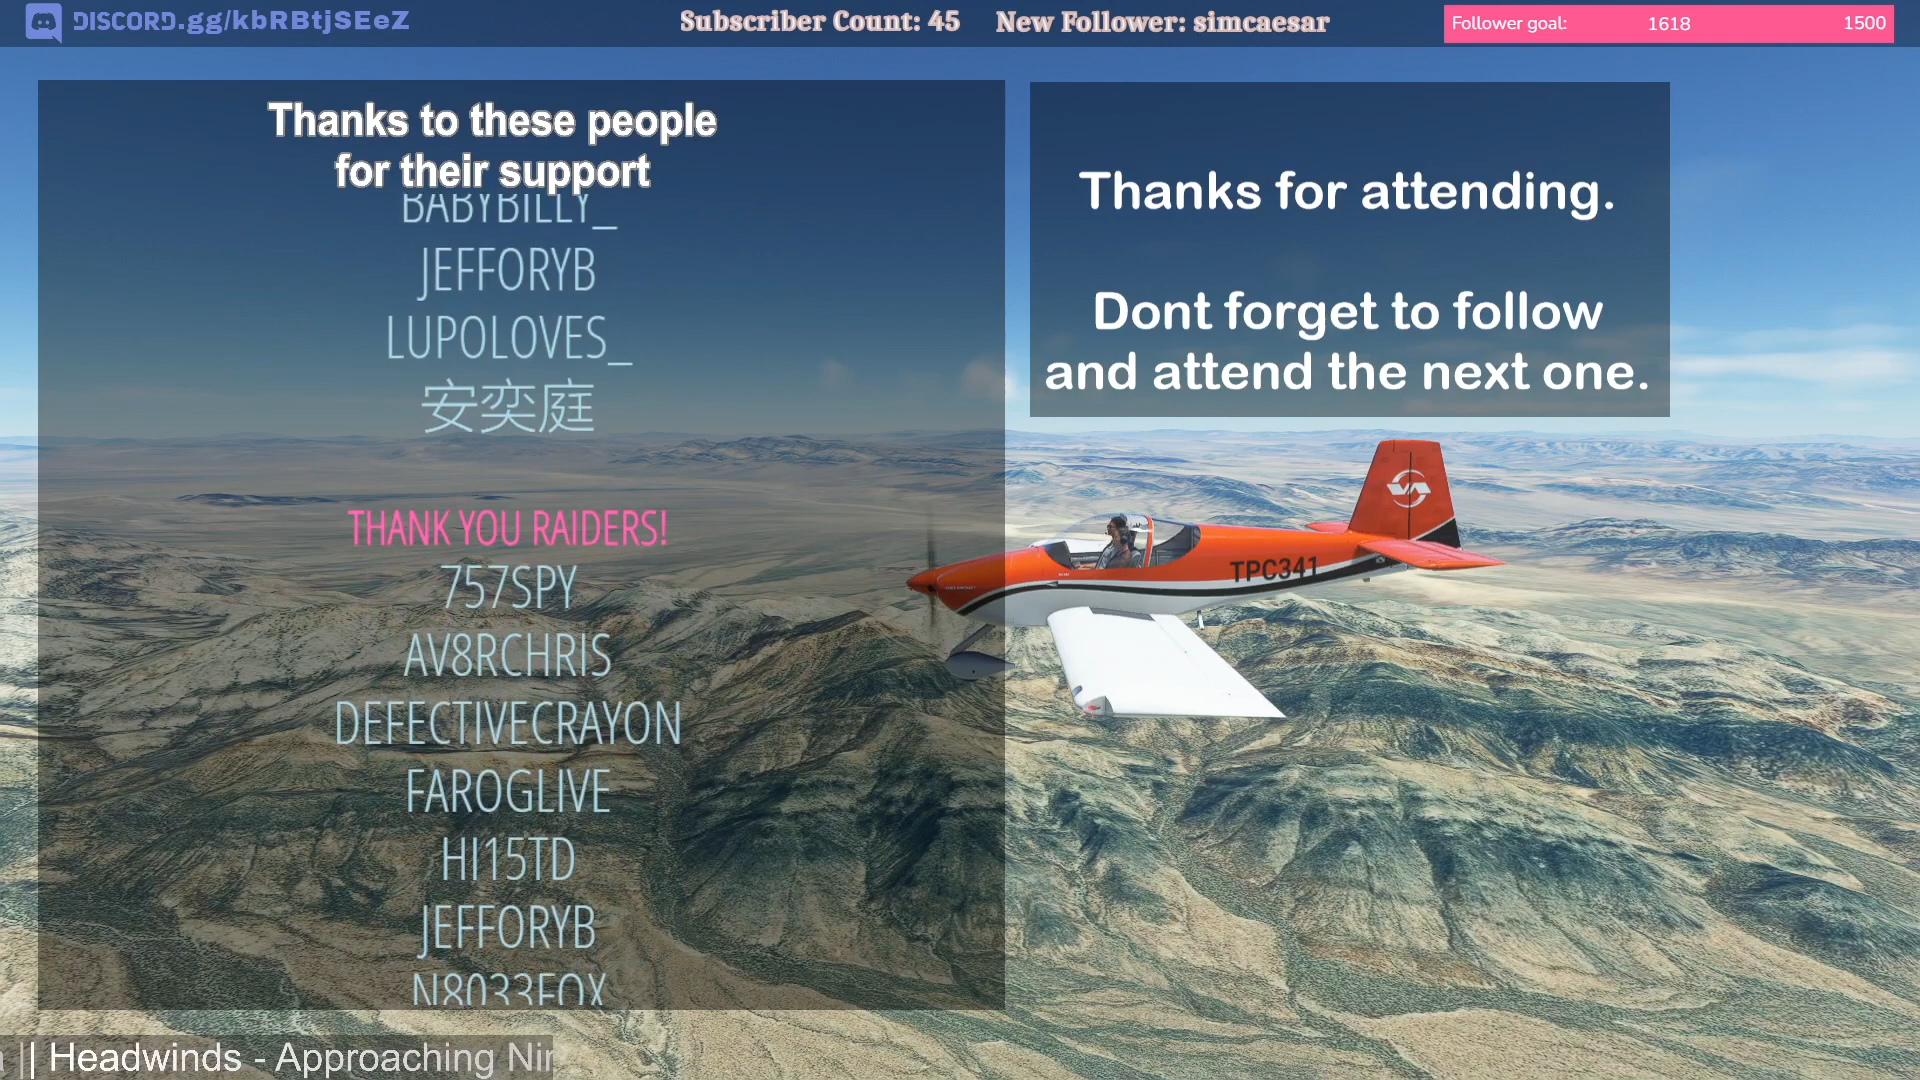 DISCORD.gg/kbRBtjSEeZ
Subscriber Count: 45
New Follower: simcaesar
Follower goal: 1618 1500
Thanks to these people
for their support
BABYBILLY_
JEFFORYB
LUPOLOVES_
安奕庭
THANK YOU RAIDERS!
757SPY
AV8RCHRIS
DEFECTIVECRAYON
FAROGLIVE
HI15TD
JEFFORYB
N8033FOX
Thanks for attending.
Dont forget to follow
and attend the next one.
TPC341
|| Headwinds - Approaching